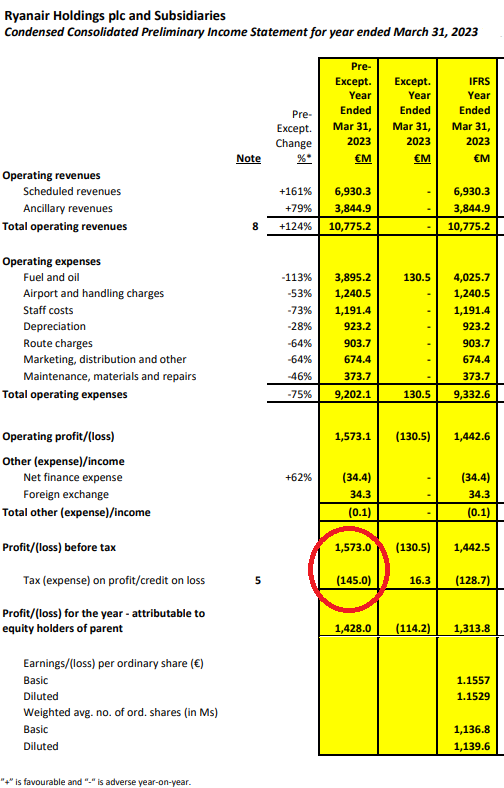 Ryanair Holdings plc and Subsidiaries
Condensed Consolidated Preliminary Income Statement for year ended March 31, 2023
Note Pre-Except. Change %* Pre-Except. Year Ended Mar 31, 2023 €M Except. Year Ended Mar 31, 2023 €M IFRS Year Ended Mar 31, 2023 €M
Operating revenues
Scheduled revenues +161% 6,930.3 - 6,930.3
Ancillary revenues +79% 3,844.9 - 3,844.9
Total operating revenues 8 +124% 10,775.2 - 10,775.2
Operating expenses
Fuel and oil -113% 3,895.2 130.5 4,025.7
Airport and handling charges -53% 1,240.5 - 1,240.5
Staff costs -73% 1,191.4 - 1,191.4
Depreciation -28% 923.2 - 923.2
Route charges -64% 903.7 - 903.7
Marketing, distribution and other -64% 674.4 - 674.4
Maintenance, materials and repairs -46% 373.7 - 373.7
Total operating expenses -75% 9,202.1 130.5 9,332.6
Operating profit/(loss) 1,573.1 (130.5) 1,442.6
Other (expense)/income
Net finance expense +62% (34.4) - (34.4)
Foreign exchange 34.3 - 34.3
Total other (expense)/income (0.1) - (0.1)
Profit/(loss) before tax 1,573.0 (130.5) 1,442.5
Tax (expense) on profit/credit on loss 5 (145.0) 16.3 (128.7)
Profit/(loss) for the year - attributable to
equity holders of parent 1,428.0 (114.2) 1,313.8
Earnings/(loss) per ordinary share (€)
Basic 1.1557
Diluted 1.1529
Weighted avg. no. of ord. shares (in Ms)
Basic 1,136.8
Diluted 1,139.6
"+" is favourable and "-" is adverse year-on-year.